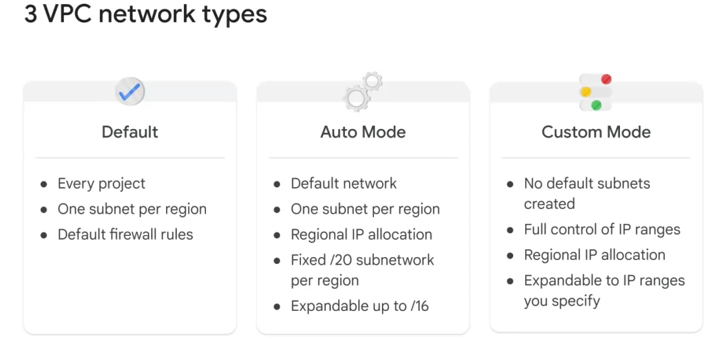 3 VPC network types
Default
Every project
One subnet per region
Default firewall rules
Auto Mode
Default network
One subnet per region
Regional IP allocation
Fixed /20 subnetwork
per region
Expandable up to /16
Custom Mode
No default subnets
created
Full control of IP ranges
Regional IP allocation
Expandable to IP ranges
you specify